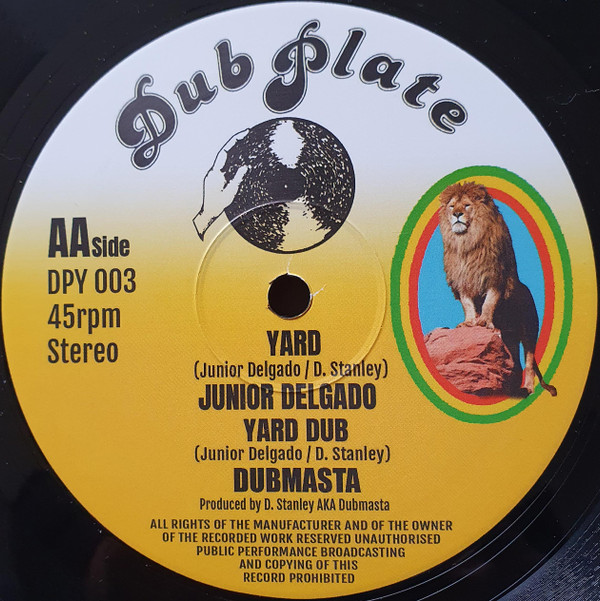 Dub Plate
AA Side
DPY 003
45rpm
Stereo
YARD
(Junior Delgado / D. Stanley)
JUNIOR DELGADO
YARD DUB
(Junior Delgado / D. Stanley)
DUBMASTA
Produced by D. Stanley AKA Dubmasta
ALL RIGHTS OF THE MANUFACTURER AND OF THE OWNER
OF THE RECORDED WORK RESERVED UNAUTHORISED
PUBLIC PERFORMANCE BROADCASTING
AND COPYING OF THIS
RECORD PROHIBITED